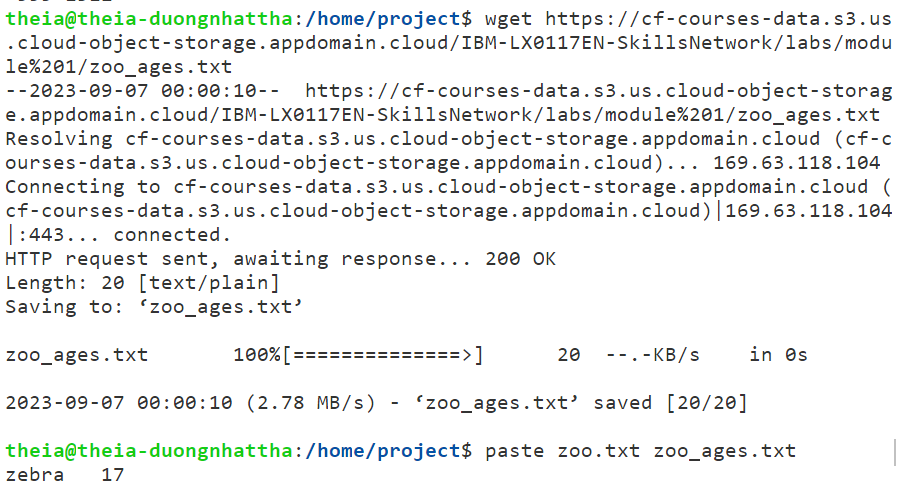 theia@theia-duongnhattha:/home/project$ wget https://cf-courses-data.s3.us
.cloud-object-storage.appdomain.cloud/IBM-LX0117EN-SkillsNetwork/labs/modu
le%201/zoo_ages.txt
--2023-09-07 00:00:10--  https://cf-courses-data.s3.us.cloud-object-storag
e.appdomain.cloud/IBM-LX0117EN-SkillsNetwork/labs/module%201/zoo_ages.txt
Resolving cf-courses-data.s3.us.cloud-object-storage.appdomain.cloud (cf-c
ourses-data.s3.us.cloud-object-storage.appdomain.cloud)... 169.63.118.104
Connecting to cf-courses-data.s3.us.cloud-object-storage.appdomain.cloud (
cf-courses-data.s3.us.cloud-object-storage.appdomain.cloud)|169.63.118.104
|:443... connected.
HTTP request sent, awaiting response... 200 OK
Length: 20 [text/plain]
Saving to: ‘zoo_ages.txt’
zoo_ages.txt       100%[==============>]      20  --.-KB/s    in 0s
2023-09-07 00:00:10 (2.78 MB/s) - ‘zoo_ages.txt’ saved [20/20]
theia@theia-duongnhattha:/home/project$ paste zoo.txt zoo_ages.txt
zebra   17